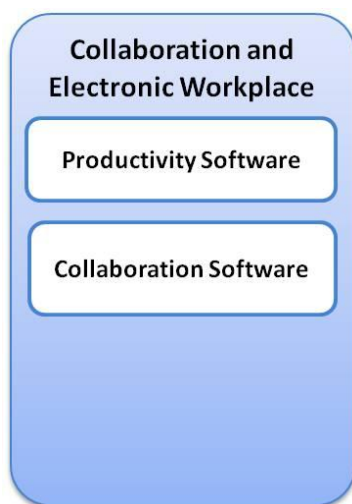 Collaboration and
Electronic Workplace
Productivity Software
Collaboration Software